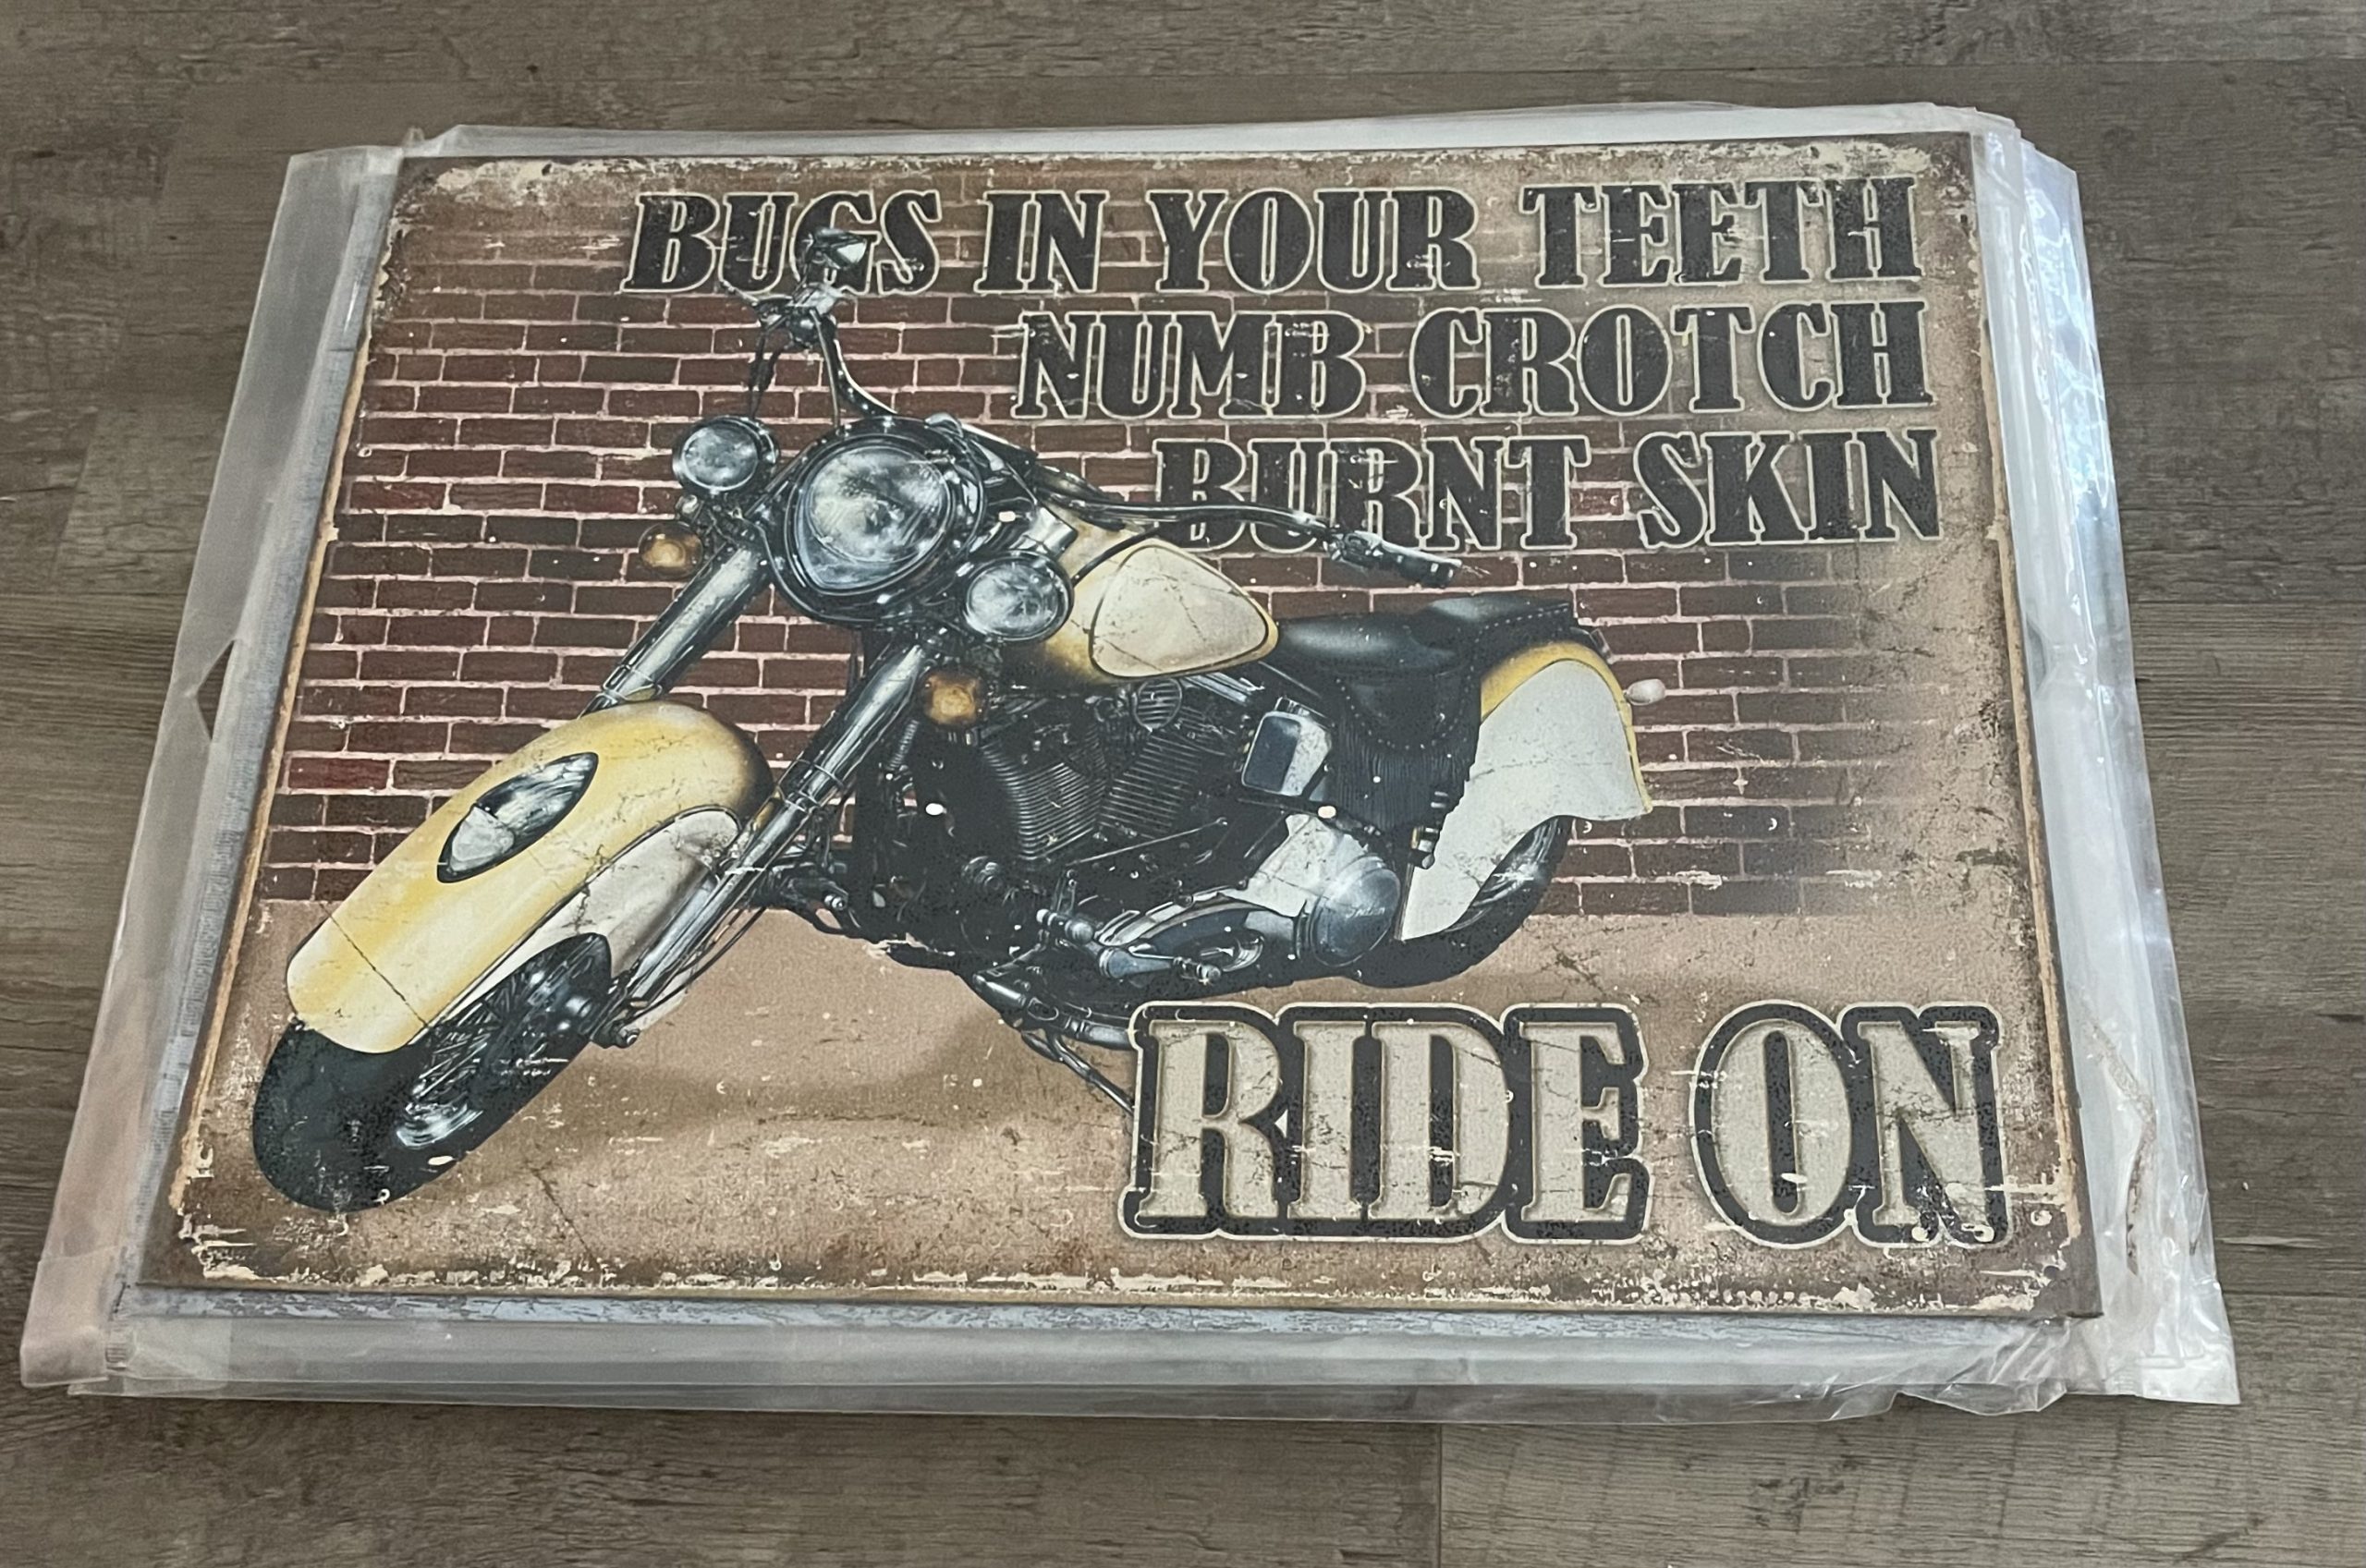 BUGS IN YOUR TEETH
NUMB CROTCH
BURNT SKIN
RIDE ON